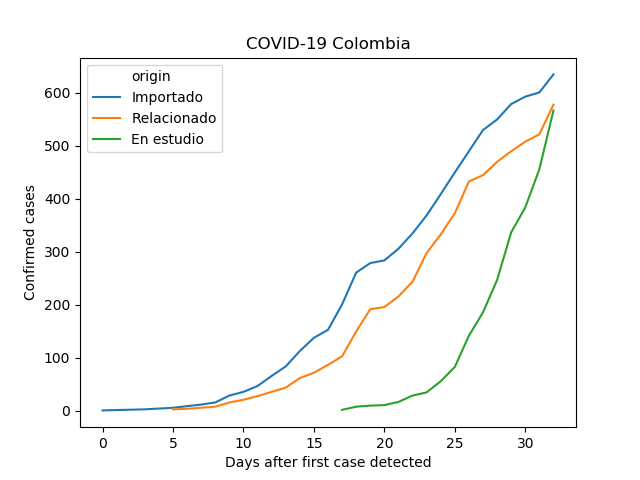 COVID-19 Colombia
origin
Importado
Relacionado
En estudio
Confirmed cases
600
500
400
300
200
100
0
0 5 10 15 20 25 30
Days after first case detected